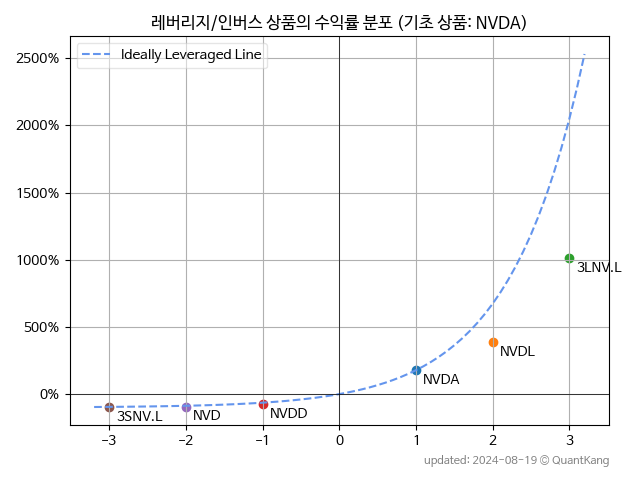 레버리지/인버스 상품의 수익률 분포 (기초 상품: NVDA)
Ideally Leveraged Line
2500%
2000%
1500%
1000%
500%
0%
3LNV.L
NVDL
NVDA
3SNV.L
NVD
NVDD
−3
−2
−1
0
1
2
3
updated: 2024-08-19 © QuantKang